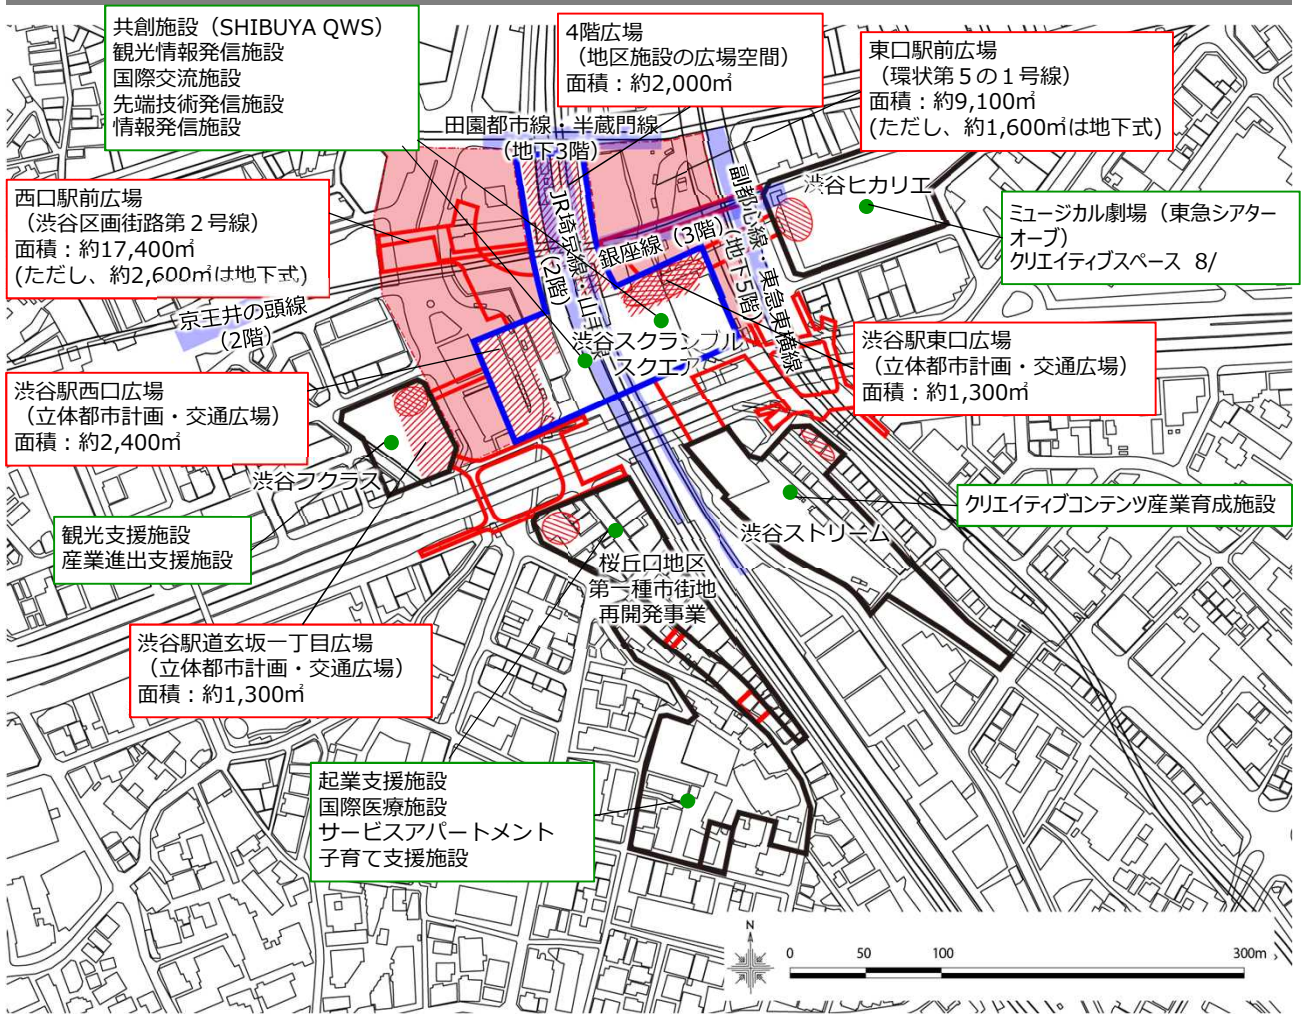 共創施設（SHIBUYA QWS）
観光情報発信施設
国際交流施設
先端技術発信施設
情報発信施設
4階広場
（地区施設の広場空間）
面積：約2,000㎡
東口駅前広場
（環状第５の１号線）
面積：約9,100㎡
(ただし、約1,600㎡は地下式)
田園都市線・半蔵門線
（地下3階）
西口駅前広場
（渋谷区画街路第２号線）
面積：約17,400㎡
(ただし、約2,600㎡は地下式)
渋谷ヒカリエ
ミュージカル劇場（東急シアター
オーブ）
クリエイティブスペース 8/
副都心線・東急東横線
（地下5階）
銀座線（3階）
JR埼京線・山手
（2階）
京王井の頭線
（2階）
渋谷スクランブル
スクエア
渋谷駅東口広場
（立体都市計画・交通広場）
面積：約1,300㎡
渋谷駅西口広場
（立体都市計画・交通広場）
面積：約2,400㎡
渋谷フクラス
観光支援施設
産業進出支援施設
クリエイティブコンテンツ産業育成施設
渋谷ストリーム
桜丘口地区
第一種市街地
再開発事業
渋谷駅道玄坂一丁目広場
（立体都市計画・交通広場）
面積：約1,300㎡
起業支援施設
国際医療施設
サービスアパートメント
子育て支援施設
N
0 50 100 300m